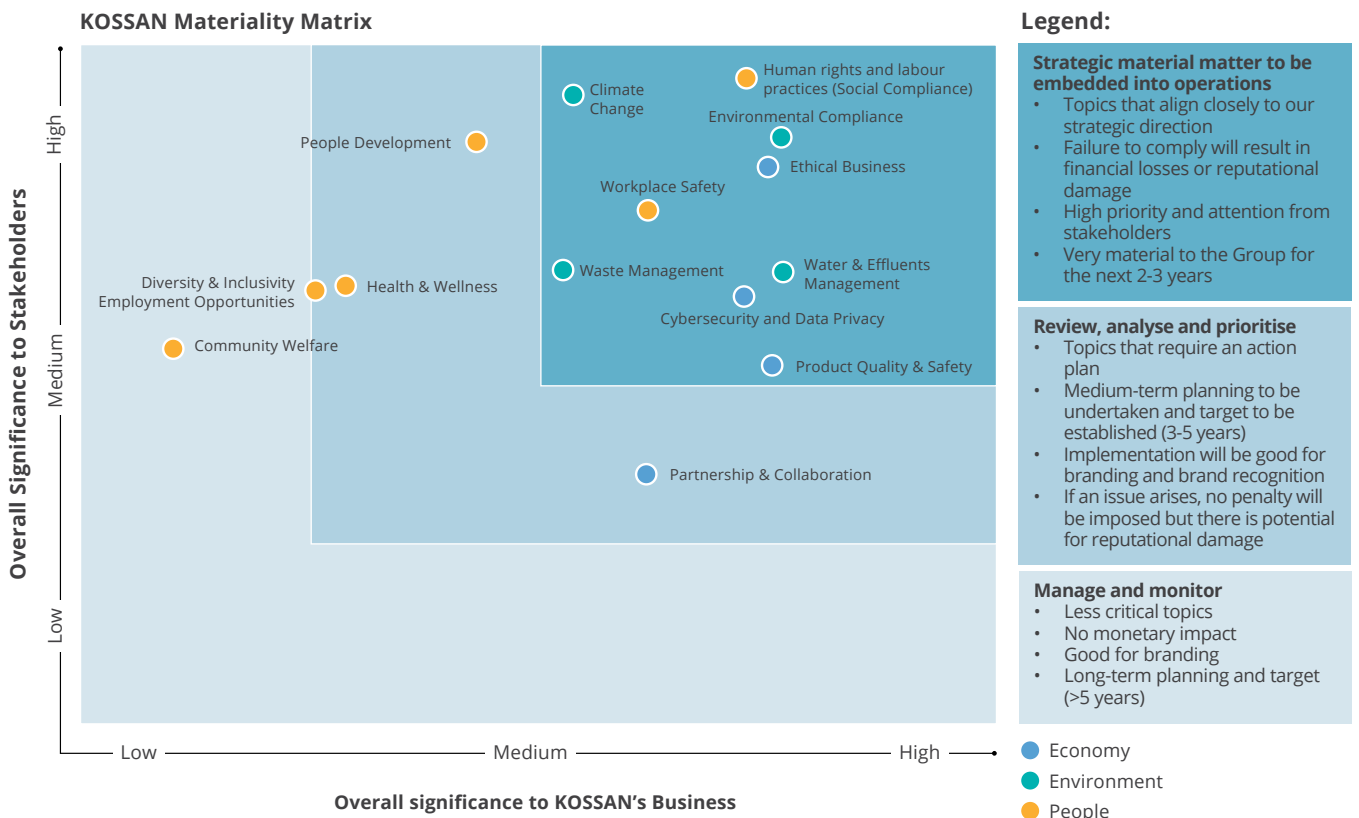 KOSSAN Materiality Matrix
Overall Significance to Stakeholders
High
Medium
Low
Climate
Change
Human rights and labour
practices (Social Compliance)
Environmental Compliance
People Development
Ethical Business
Workplace Safety
Waste Management
Water & Effluents
Management
Diversity & Inclusivity
Employment Opportunities
Health & Wellness
Cybersecurity and Data Privacy
Community Welfare
Product Quality & Safety
Partnership & Collaboration
Low
Medium
High
Overall significance to KOSSAN's Business
Legend:
Strategic material matter to be
embedded into operations
• Topics that align closely to our
strategic direction
• Failure to comply will result in
financial losses or reputational
damage
• High priority and attention from
stakeholders
• Very material to the Group for
the next 2-3 years
Review, analyse and prioritise
• Topics that require an action
plan
• Medium-term planning to be
undertaken and target to be
established (3-5 years)
• Implementation will be good for
branding and brand recognition
• If an issue arises, no penalty will
be imposed but there is potential
for reputational damage
Manage and monitor
• Less critical topics
• No monetary impact
• Good for branding
• Long-term planning and target
(>5 years)
Economy
Environment
People